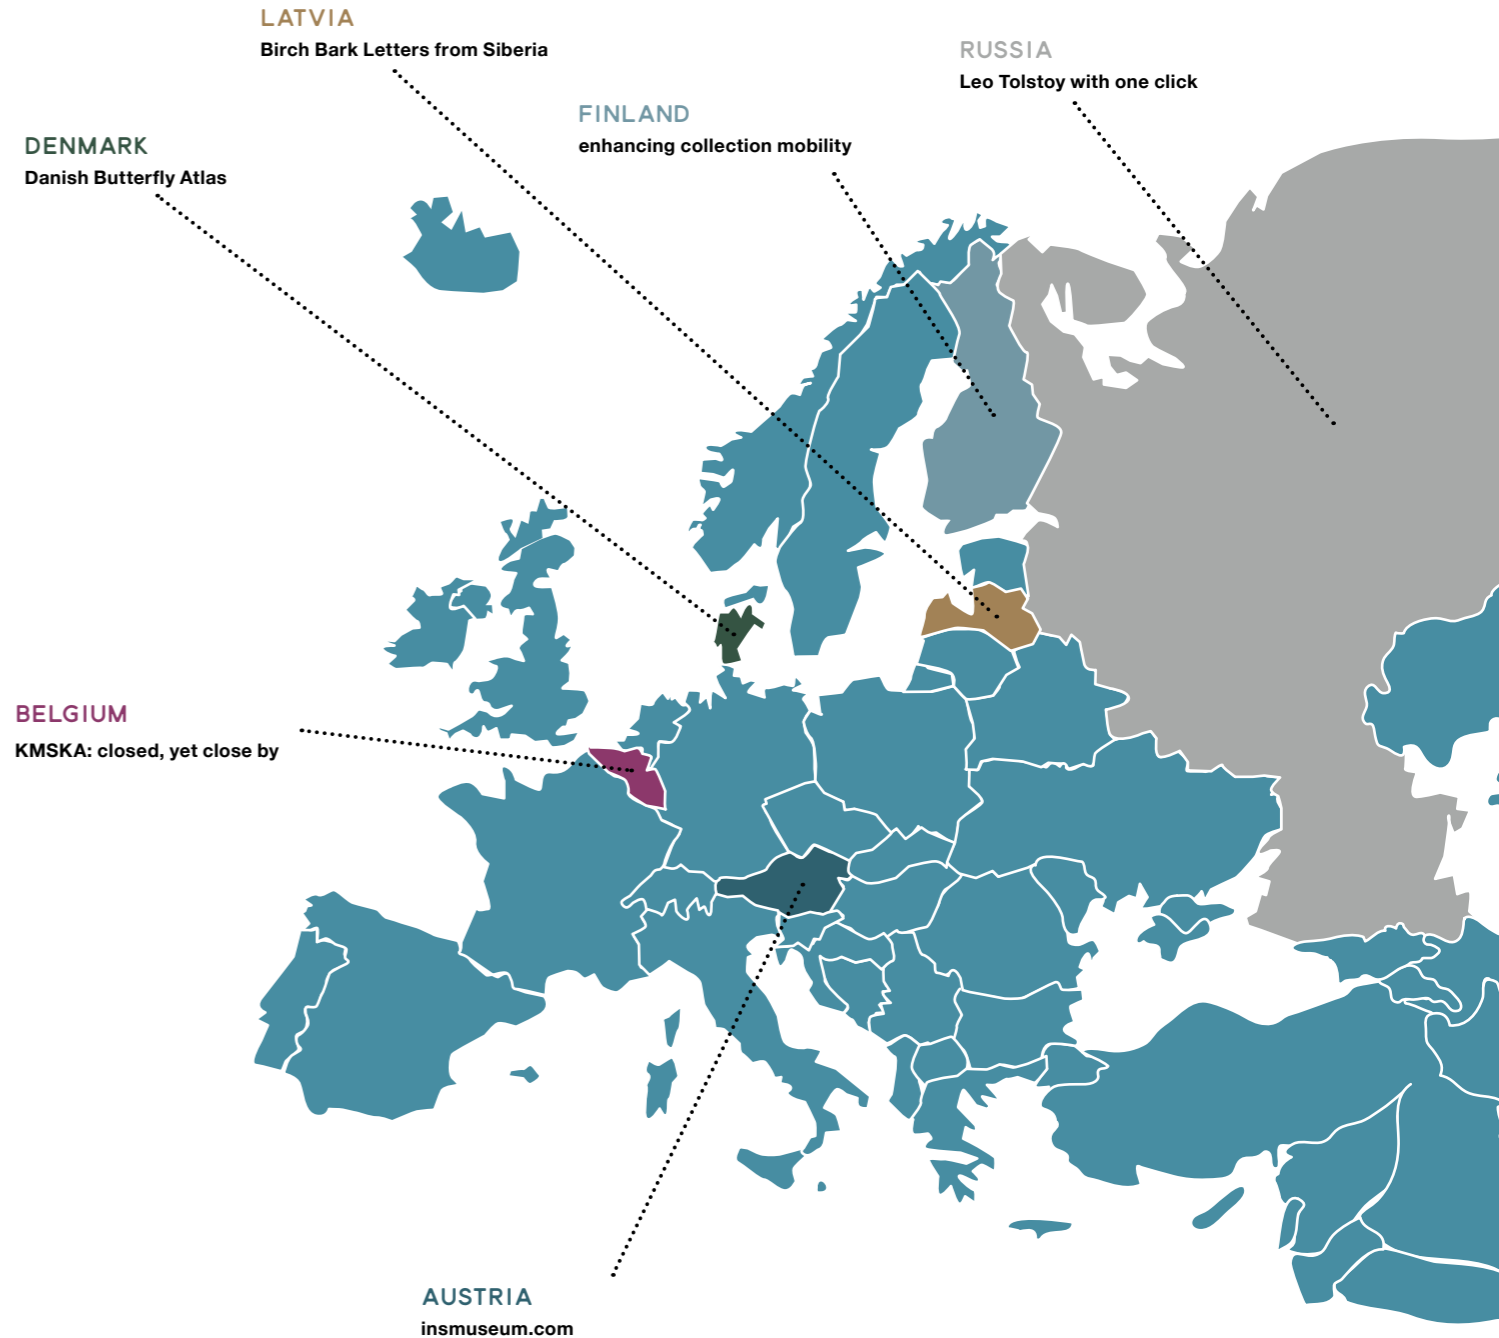 LATVIA
Birch Bark Letters from Siberia
RUSSIA
Leo Tolstoy with one click
FINLAND
enhancing collection mobility
DENMARK
Danish Butterfly Atlas
BELGIUM
KMSKA: closed, yet close by
AUSTRIA
insmuseum.com